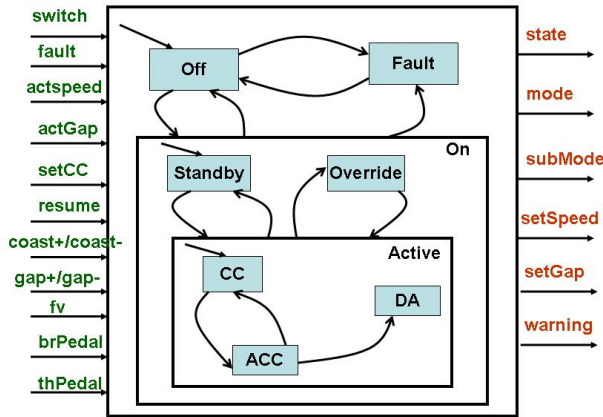 switch
fault
actspeed
actGap
setCC
resume
coast+/coast-
gap+/gap-
fv
brPedal
thPedal
Off
Fault
On
Standby
Override
Active
CC
DA
ACC
state
mode
subMode
setSpeed
setGap
warning